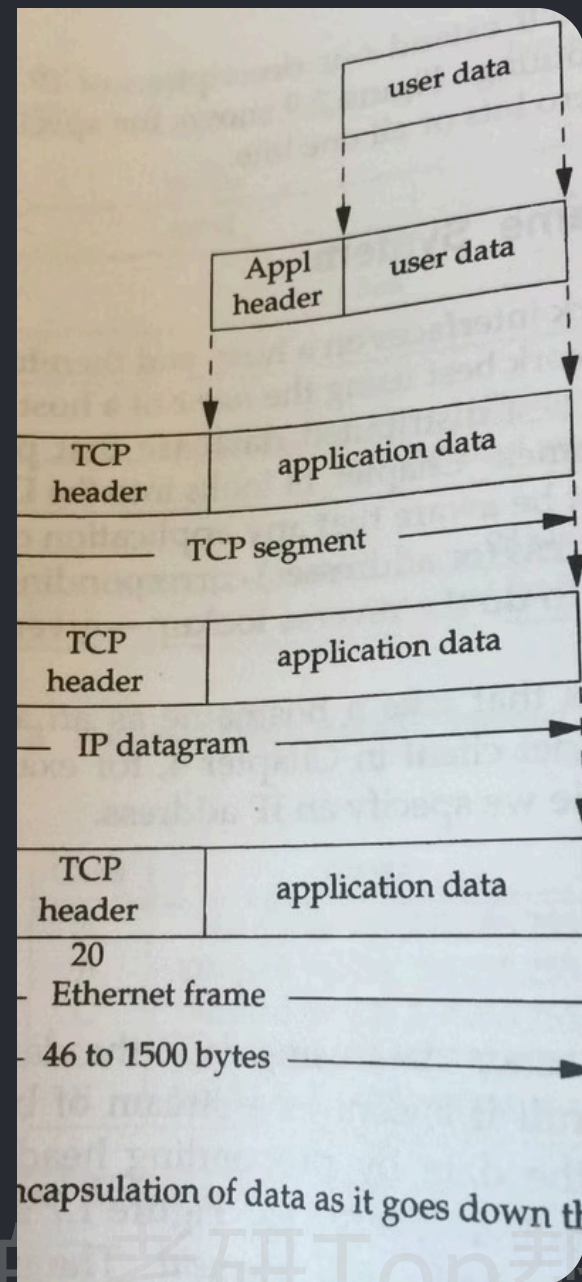 user data
Appl
header
user data
TCP
header
application data
TCP segment
TCP
header
application data
IP datagram
TCP
header
application data
20
Ethernet frame
46 to 1500 bytes
ncapsulation of data as it goes down th